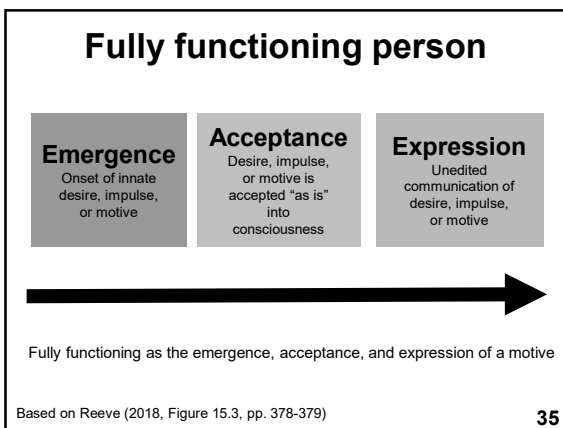 Fully functioning person
Emergence
Onset of innate
desire, impulse,
or motive
Acceptance
Desire, impulse,
or motive is
accepted “as is”
into
consciousness
Expression
Unedited
communication of
desire, impulse,
or motive
Fully functioning as the emergence, acceptance, and expression of a motive
Based on Reeve (2018, Figure 15.3, pp. 378-379)
35